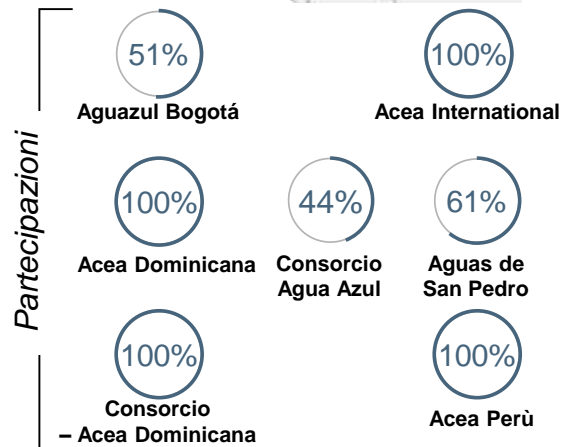 Partecipazioni
51%
Aguazul Bogotá
100%
Acea International
100%
Acea Dominicana
44%
Consorcio
Agua Azul
61%
Aguas de
San Pedro
100%
Consorcio
– Acea Dominicana
100%
Acea Perù